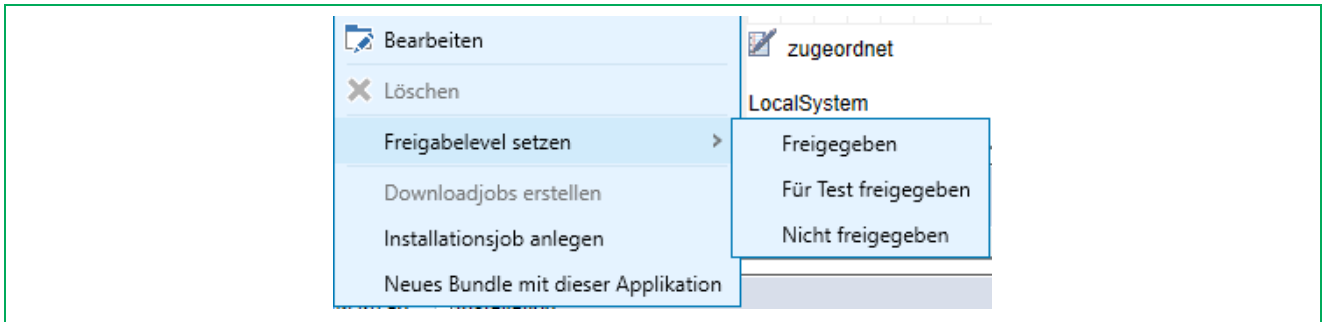 Bearbeiten
zugeordnet
Löschen
LocalSystem
Freigabelevel setzen >
Freigegeben
Downloadjobs erstellen
Für Test freigegeben
Installationsjob anlegen
Nicht freigegeben
Neues Bundle mit dieser Applikation